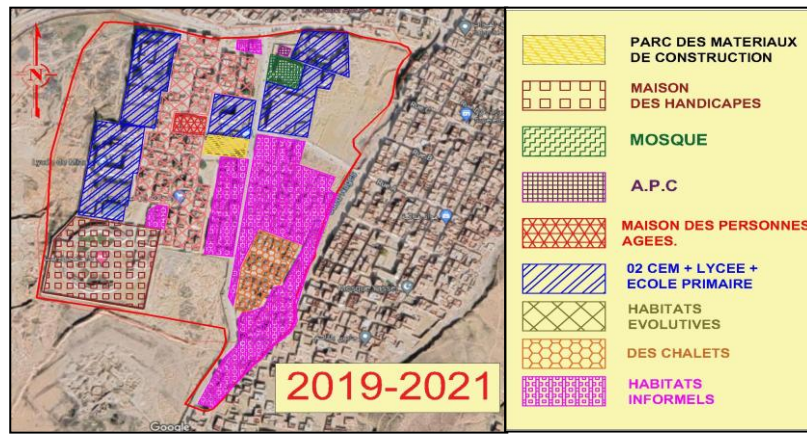 N
2019-2021
Google
PARC DES MATERIAUX
DE CONSTRUCTION
MAISON
DES HANDICAPES
MOSQUE
A.P.C
MAISON DES PERSONNES
AGEES.
02 CEM + LYCEE +
ECOLE PRIMAIRE
HABITATS
EVOLUTIVES
DES CHALETS
HABITATS
INFORMELS